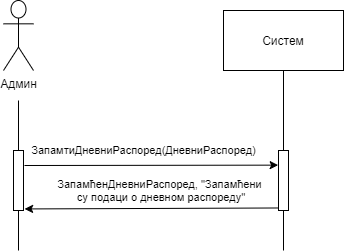 Систем
Админ
ЗапамтиДневниРаспоред(ДневниРаспоред)
ЗапамћенДневниРаспоред, "Запамћени
су подаци о дневном распореду"